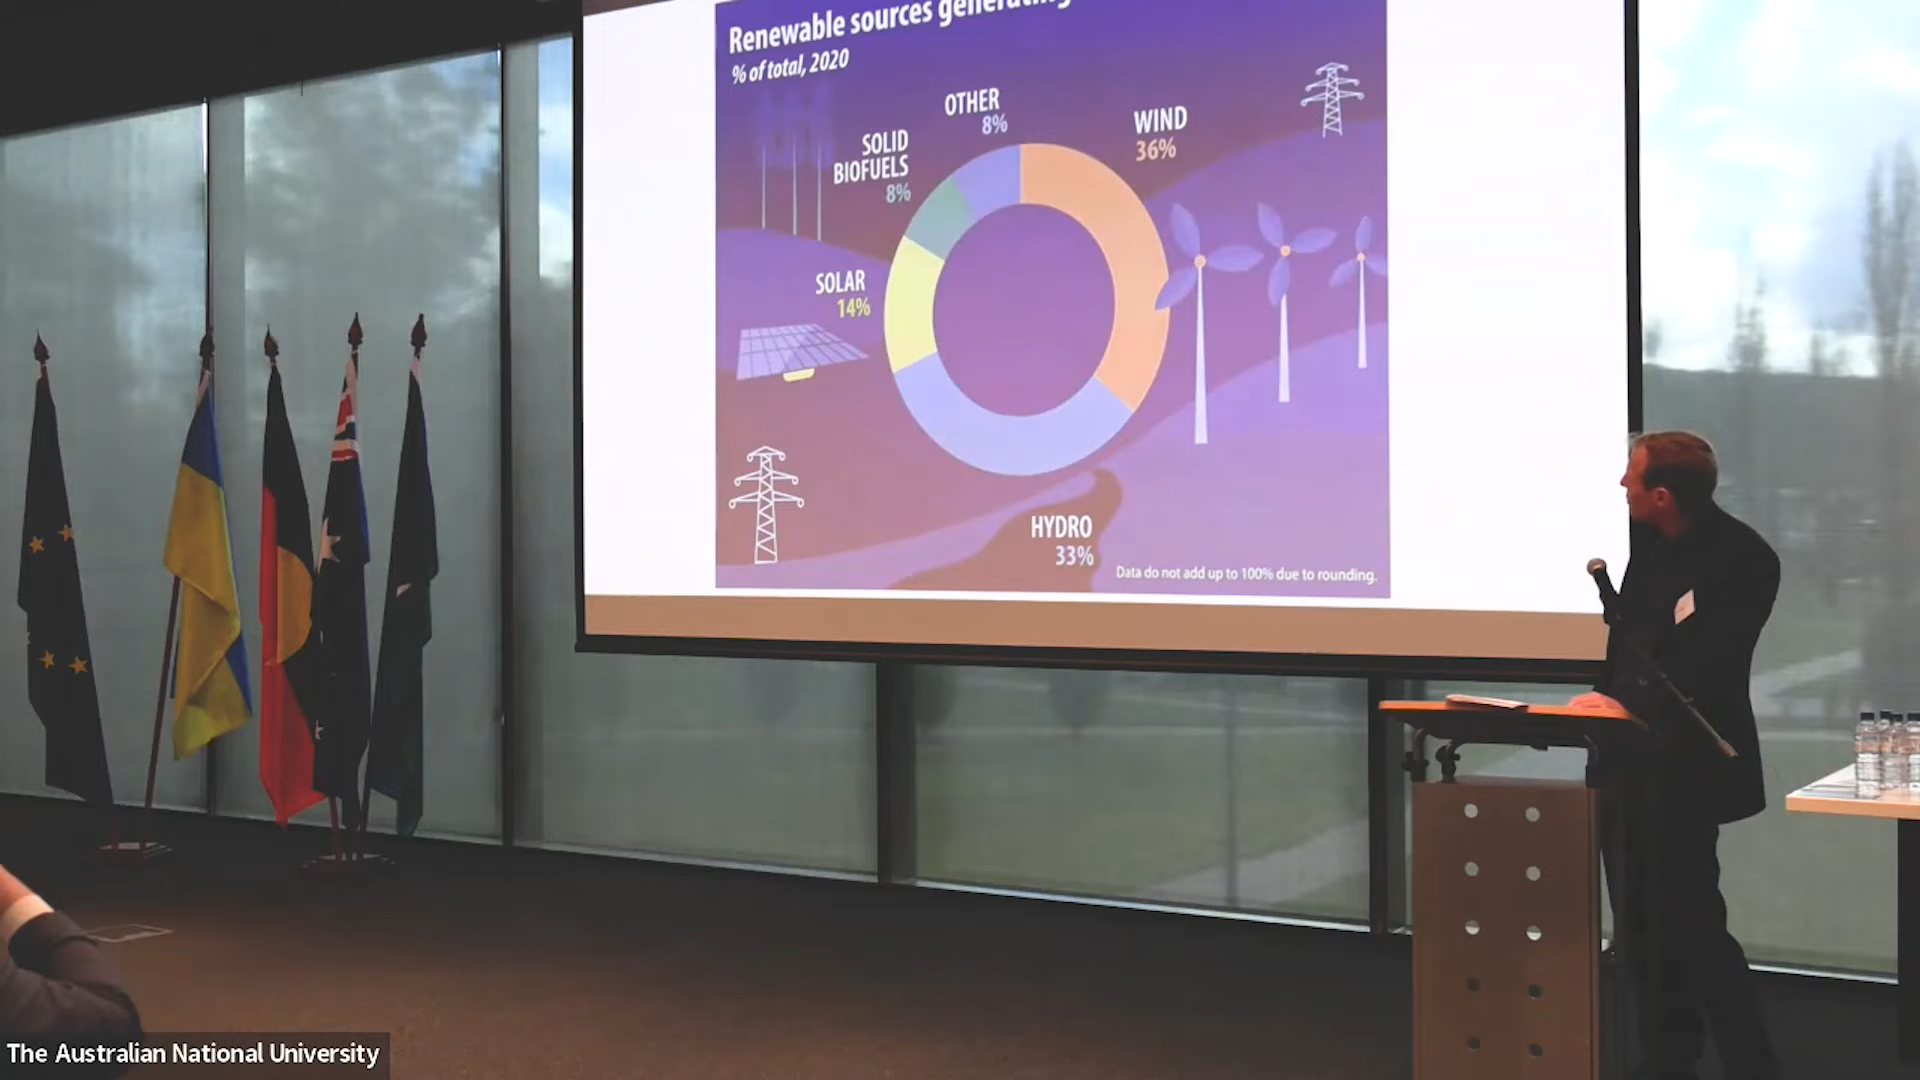 Renewable sources generating
% of total, 2020
OTHER
8%
WIND
36%
SOLID
BIOFUELS
8%
SOLAR
14%
HYDRO
33%
Data do not add up to 100% due to rounding.
The Australian National University